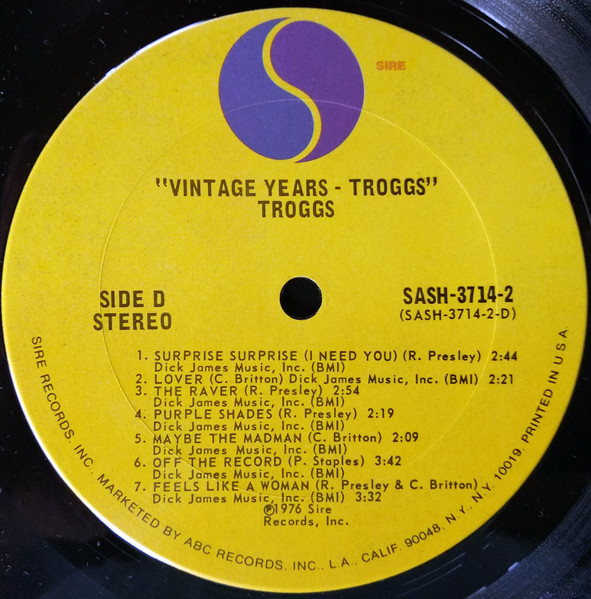 SIRE
"VINTAGE YEARS - TROGGS"
TROGGS
SIDE D
STEREO
SASH-3714-2
(SASH-3714-2-D)
1. SURPRISE SURPRISE (I NEED YOU) (R. Presley) 2:44
Dick James Music, Inc. (BMI)
2. LOVER (C. Britton) Dick James Music, Inc. (BMI) 2:21
3. THE RAVER (R. Presley) 2:54
Dick James Music, Inc. (BMI)
4. PURPLE SHADES (R. Presley) 2:19
Dick James Music, Inc. (BMI)
5. MAYBE THE MADMAN (C. Britton) 2:09
Dick James Music, Inc. (BMI)
6. OFF THE RECORD (P. Staples) 3:42
Dick James Music, Inc. (BMI)
7. FEELS LIKE A WOMAN (R. Presley & C. Britton)
Dick James Music, Inc. (BMI) 3:32
℗1976 Sire
Records, Inc.
SIRE RECORDS, INC., MARKETED BY ABC RECORDS, INC., L.A., CALIF. 90048, N.Y., N.Y. 10019. PRINTED IN U.S.A.